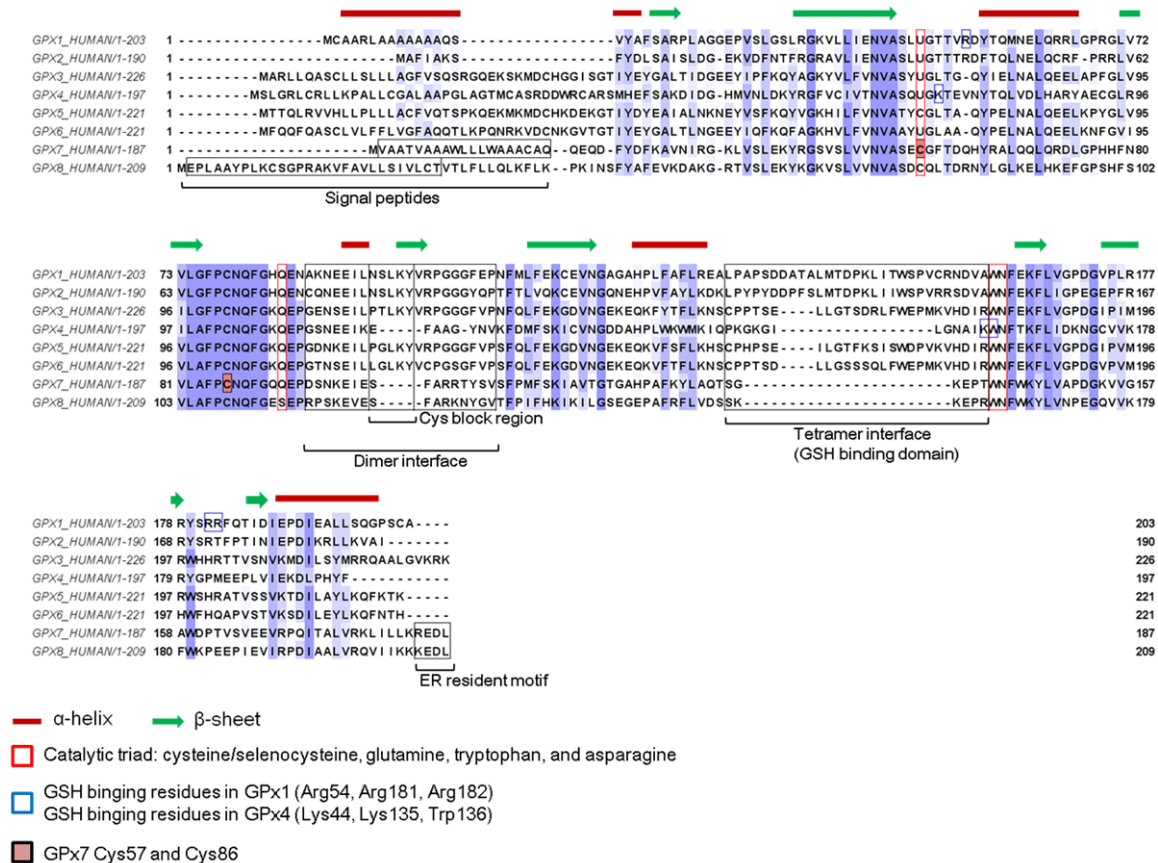 GPX1_HUMAN/1-203 1 ----------------MCAARLAAAAAAAQS-----------------VYAFSARPLAGGEPVSLGSLRGKVLLIENVASLUGTTVRDYTQMNELQRRLGPRGLV 72
GPX2_HUMAN/1-190 1 ---------------------MAFIAKS--------------------FYDLSAISLDG-EKVDFNTFRGRAVLIENVASLUGTTTRDFTQLNELQCRF-PRRLV 62
GPX3_HUMAN/1-226 1 ---------MARLLQASCLLSLLLAGFVSQSRGQEKSKMDCHGGISGTIYEYGALTIDGEEYIPFKQYAGKYVLFVNVASYUGLTG-QYIELNALQEELAPFGLV 95
GPX4_HUMAN/1-197 1 -------MSLGRLCRLLKPALLCGALAAPGLAGTMCASRDDWRCARSMHEFSAKDIDG-HMVNLDKYRGFVCIVTNVASQUGKTEVNYTQLVDLHARYAECGLR 96
GPX5_HUMAN/1-221 1 ---------MTTQLRVVHLLPLLLACFVQTSPKQEKMKMDCHKDEKGTIYDYEAIALNKNEYVSFKQYVGKHILFVNVATYCGLTA-QYPELNALQEELKPYGLV 95
GPX6_HUMAN/1-221 1 ---------MFQQFQASCLVLFFLVGFAQQTLKPQNRKVDCNKGVTGTIYEYGALTLNGEEYIQFKQFAGKHVLFVNVAAYUGLAA-QYPELNALQEELKNFGVI 95
GPX7_HUMAN/1-187 1 ---------------------MVAATVAAAWLLLWAAACAQ--QEQD-FYDFKAVNIRG-KLVSLEKYRGSVSLVVNVASECGFTDQHYRALQQLQRDLGPHHFN 80
GPX8_HUMAN/1-209 1 MEPLAAYPLKCSGPRAKVFAVLLSIVLCTVTLFLLQLKFLK--PKINSFYAFEVKDAKG-RTVSLEKYKGKVSLVVNVASDCQLTDRNYLGLKELHKEFGPSHFS 102
Signal peptides
GPX1_HUMAN/1-203 73 VLGFPCNQFGHQENAKNEEILNSLKYVRPGGGFEPNFMLFEKCEVNGAGAHPLFAFLREALPAPSDDATALMTDPKLITWSPVCRNDVAWNFEKFLVGPDGVPLR 177
GPX2_HUMAN/1-190 63 VLGFPCNQFGHQENCQNEEILNSLKYVRPGGGYQPTFTLVQKCEVNGQNEHPVFAYLKDKLPYPYDDPFSLMTDPKLIIWSPVRRSDVAWNFEKFLIGPEGEPFR 167
GPX3_HUMAN/1-226 96 ILGFPCNQFGKQEPGENSEILPTLKYVRPGGGFVPNFQLFEKGDVNGEKEQKFYTFLKNSCPPTSE----LLGTSDRLFWEPMKVHDIRWNFEKFLVGPDGIPIM 196
GPX4_HUMAN/1-197 97 ILAFPCNQFGKQEPGSNEEIKE-----FAAG-YNVKFDMFSKICVNGDDAHPLWKWMKIQPKGKGI-----------------LGNAIKWNFTKFLIDKNGCVVK 178
GPX5_HUMAN/1-221 96 VLGFPCNQFGKQEPGDNKEILPGLKYVRPGGGFVPSFQLFEKGDVNGEKEQKVFSFLKNSCPHPSE----ILGTFKSISWDPVKVHDIRWNFEKFLVGPDGIPVM 196
GPX6_HUMAN/1-221 96 VLGFPCNQFGKQEPGTNSEILLGLKYVCPGSGFVPSFQLFEKGDVNGEKEQKVFTFLKNSCPPTSD----LLGSSSQLFWEPMKVHDIRWNFEKFLVGPDGVPVM 196
GPX7_HUMAN/1-187 81 VLAFPCNQFGQQEPDSNKEIES-----FARRTYSVSFPMFSKIAVTGTGAHPAFKYLAQTSG---------------------KEPTWNFWKYLVAPDGKVVG 157
GPX8_HUMAN/1-209 103 VLAFPCNQFGESEPRPSKEVES-----FARKNYGVTFPIFHKIKILGSEGEPAFRFLVDSSK---------------------KEPRWNFWKYLVNPEGQVVK 179
Cys block region
Dimer interface
Tetramer interface
(GSH binding domain)
GPX1_HUMAN/1-203 178 RYSRRFQTIDIEPDIEALLSQGPSCA---- 203
GPX2_HUMAN/1-190 168 RYSRTFPTINIEPDIKRLLKVAI------- 190
GPX3_HUMAN/1-226 197 RWHHRTTVSNVKMDILSYMRRQAALGVKRK 226
GPX4_HUMAN/1-197 179 RYGPMEEPLVIEKDLPHYF----------- 197
GPX5_HUMAN/1-221 197 RWSHRATVSSVKTDILAYLKQFKTK----- 221
GPX6_HUMAN/1-221 197 HWFHQAPVSTVKSDILEYLKQFNTH----- 221
GPX7_HUMAN/1-187 158 AWDPTVSVEEVRPQITALVRKLILLKREDL 187
GPX8_HUMAN/1-209 180 FWKPEEPIEVIRPDIAALVRQVIIKKKEDL 209
ER resident motif
α-helix β-sheet
Catalytic triad: cysteine/selenocysteine, glutamine, tryptophan, and asparagine
GSH binging residues in GPx1 (Arg54, Arg181, Arg182)
GSH binging residues in GPx4 (Lys44, Lys135, Trp136)
GPx7 Cys57 and Cys86